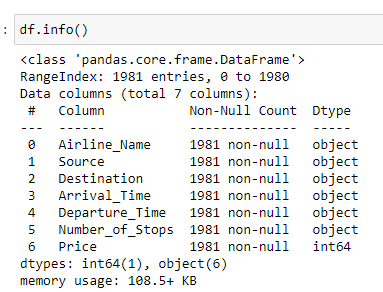 : df.info()
<class 'pandas.core.frame.DataFrame'>
RangeIndex: 1981 entries, 0 to 1980
Data columns (total 7 columns):
 #   Column           Non-Null Count  Dtype
---  ------           --------------  -----
 0   Airline_Name     1981 non-null   object
 1   Source           1981 non-null   object
 2   Destination      1981 non-null   object
 3   Arrival_Time     1981 non-null   object
 4   Departure_Time   1981 non-null   object
 5   Number_of_Stops  1981 non-null   object
 6   Price            1981 non-null   int64
dtypes: int64(1), object(6)
memory usage: 108.5+ KB